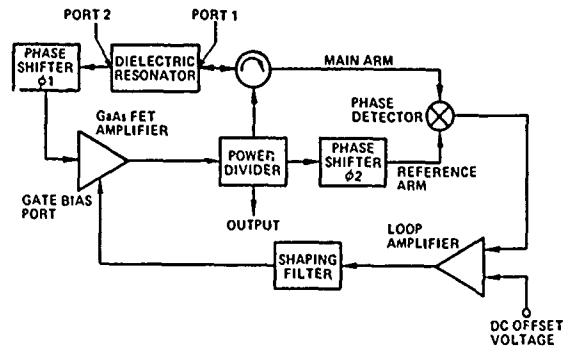 PORT 2
PORT 1
PHASE
SHIFTER
ϕ1
DIELECTRIC
RESONATOR
MAIN ARM
PHASE
DETECTOR
GaAs FET
AMPLIFIER
POWER
DIVIDER
PHASE
SHIFTER
ϕ2
REFERENCE
ARM
GATE BIAS
PORT
OUTPUT
LOOP
AMPLIFIER
SHAPING
FILTER
DC OFFSET
VOLTAGE